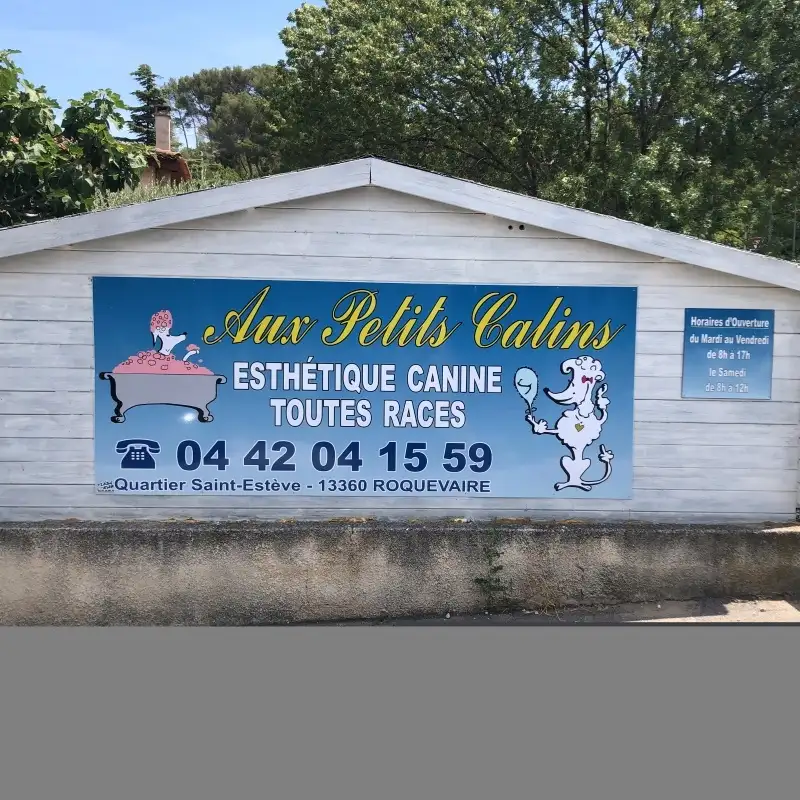 Aux Petits Calins
ESTHÉTIQUE CANINE
TOUTES RACES
04 42 04 15 59
Quartier Saint-Estève - 13360 ROQUEVAIRE
Horaires d'Ouverture
du Mardi au Vendredi
de 8h à 17h
le Samedi
de 8h à 12h